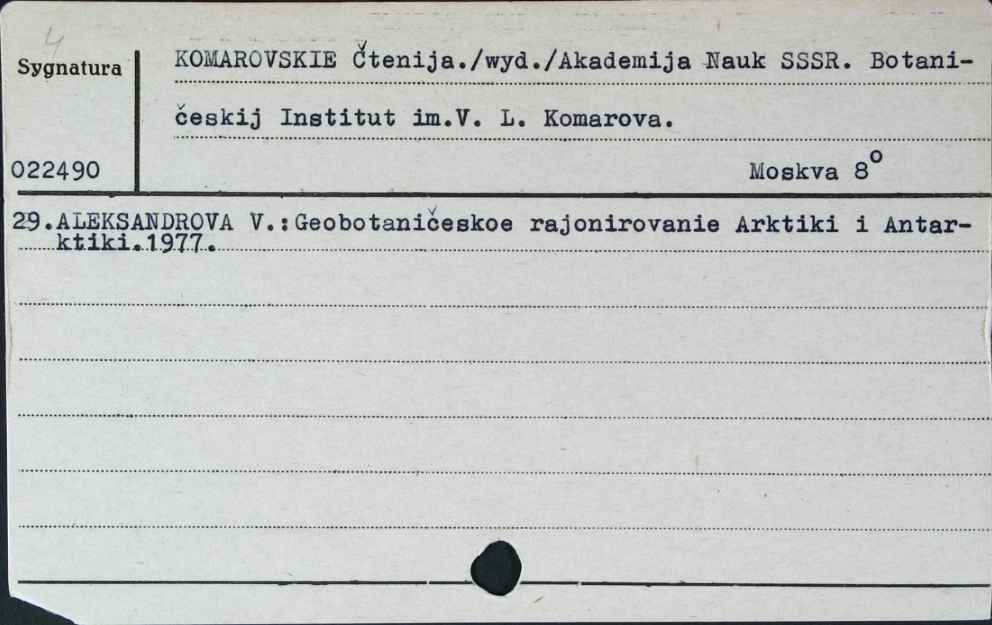 4
Sygnatura
KOMAROVSKIE Čtenija./wyd./Akademija Nauk SSSR. Botani-
českij Institut im.V. L. Komarova.
022490
Moskva 8°
29.ALEKSANDROVA V.:Geobotaničeskoe rajonirovanie Arktiki i Antar-
ktiki.1977.